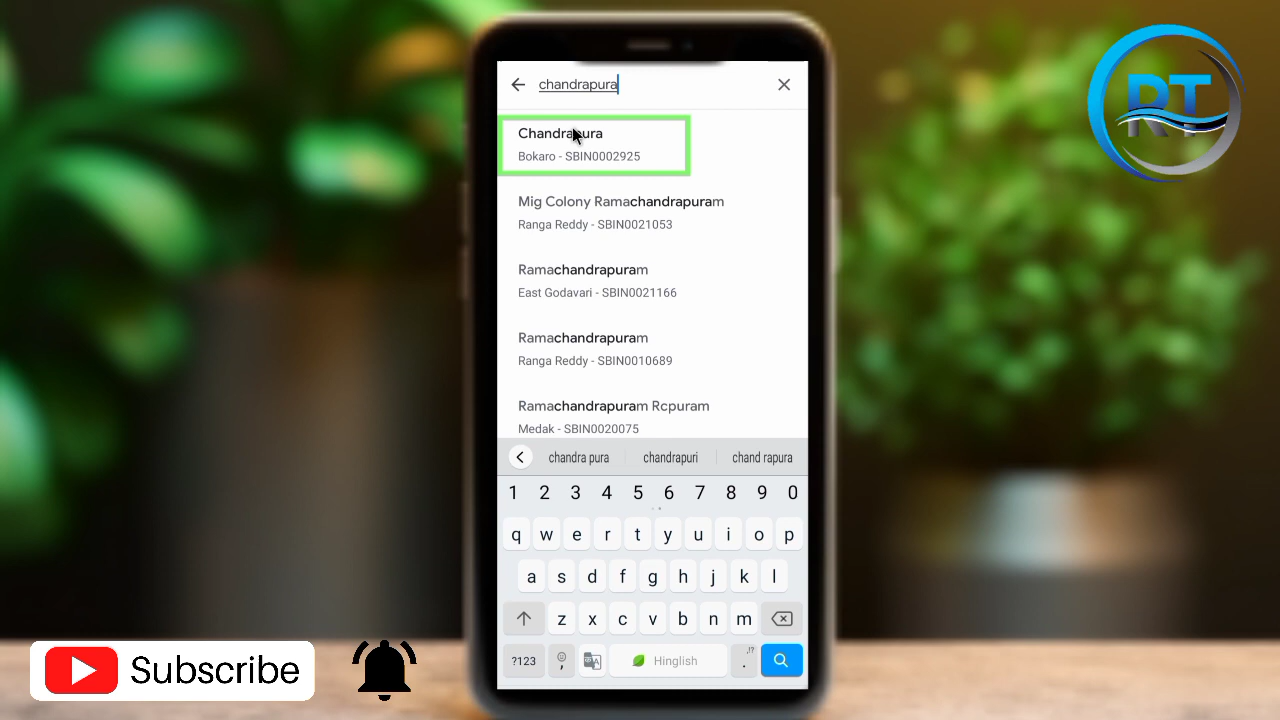 chandrapura
Chandrapura
Bokaro - SBIN0002925
Mig Colony Ramachandrapuram
Ranga Reddy - SBIN0021053
Ramachandrapuram
East Godavari - SBIN0021166
Ramachandrapuram
Ranga Reddy - SBIN0010689
Ramachandrapuram Rcpuram
Medak - SBIN0020075
chandra pura chandrapuri chand rapura
1 2 3 4 5 6 7 8 9 0
q w e r t y u i o p
a s d f g h j k l
z x c v b n m
?123 , Hinglish . ,!?
RT
Subscribe